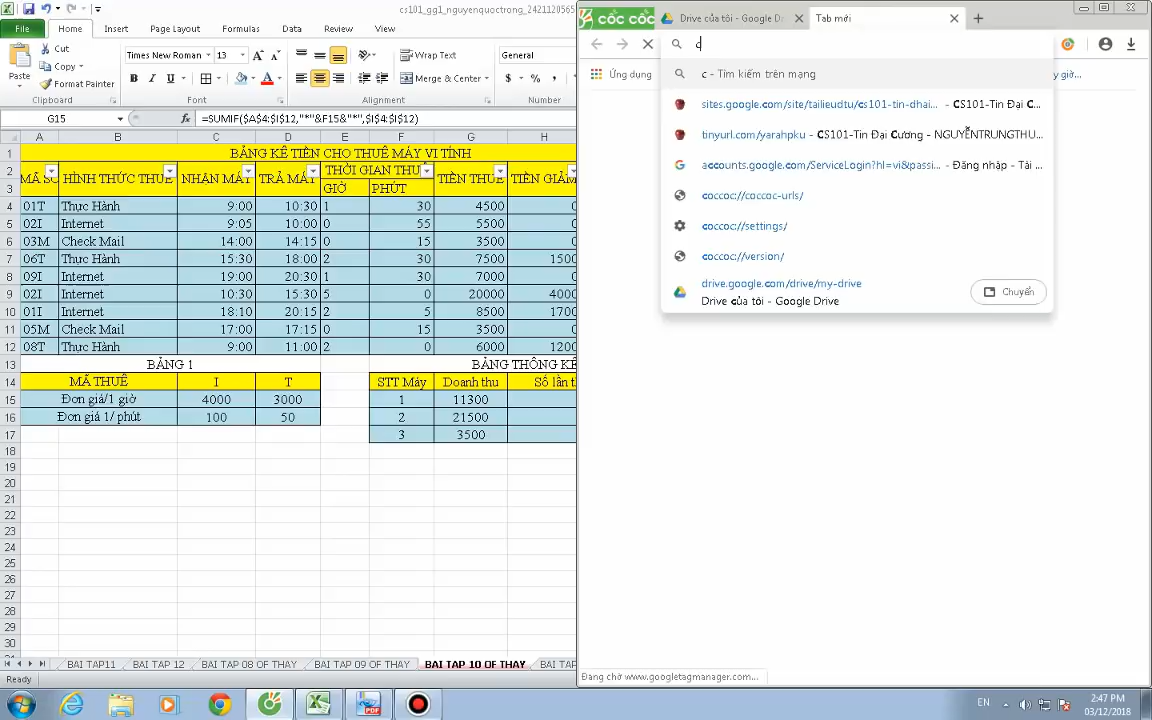 cs101_gg1_nguyenquoctrong_2421120565
File Home Insert Page Layout Formulas Data Review View
Paste Cut Copy Format Painter Clipboard
Times New Roman 13 Font
Wrap Text Merge & Center Alignment
General Number
G15 fx =SUMIF($A$4:$I$12,"*"&F15&"*",$I$4:$I$12)
A B C D E F G H
1 BẢNG KÊ TIỀN CHO THUÊ MÁY VI TÍNH
2 HÌNH THỨC THUÊ THỜI GIAN THU TIỀN THUÊ TIỀN GIẢM
3 GIỜ PHÚT
4 01T Thực Hành 9:00 10:30 1 30 4500 0
5 02I Internet 9:05 10:00 0 55 5500 0
6 03M Check Mail 14:00 14:15 0 15 3500 0
7 06T Thực Hành 15:30 18:00 2 30 7500 1500
8 09I Internet 19:00 20:30 1 30 7000 0
9 02I Internet 10:30 15:30 5 0 20000 4000
10 01I Internet 18:10 20:15 2 5 8500 1700
11 05M Check Mail 17:00 17:15 0 15 3500 0
12 08T Thực Hành 9:00 11:00 2 0 6000 1200
13 BẢNG 1 BẢNG THỐNG KÊ
14 MÃ THUÊ I T STT Máy Doanh thu Số lần th
15 Đơn giá/1 giờ 4000 3000 1 11300
16 Đơn giá 1/ phút 100 50 2 21500
17 3 3500
18
19
20
21
22
23
24
25
26
27
28
29
30
BAI TAP11 BAI TAP 12 BAI TAP 08 OF THAY BAI TAP 09 OF THAY BAI TAP 10 OF THAY BAI TAP
Ready
CỐC CỐC Drive của tôi - Google D Tab mới
c
Ứng dụng y giờ...
c - Tìm kiếm trên mạng
sites.google.com/site/tailieudtu/cs101-tin-dhai... - CS101-Tin Đại C...
tinyurl.com/yarahpku - CS101-Tin Đại Cương - NGUYỄNTRUNGTHU...
accounts.google.com/ServiceLogin?hl=vi&passi... - Đăng nhập - Tài ...
coccoc://coccoc-urls/
coccoc://settings/
coccoc://version/
drive.google.com/drive/my-drive
Drive của tôi - Google Drive Chuyển
Đang chờ www.googletagmanager.com...
EN 2:47 PM
03/12/2018